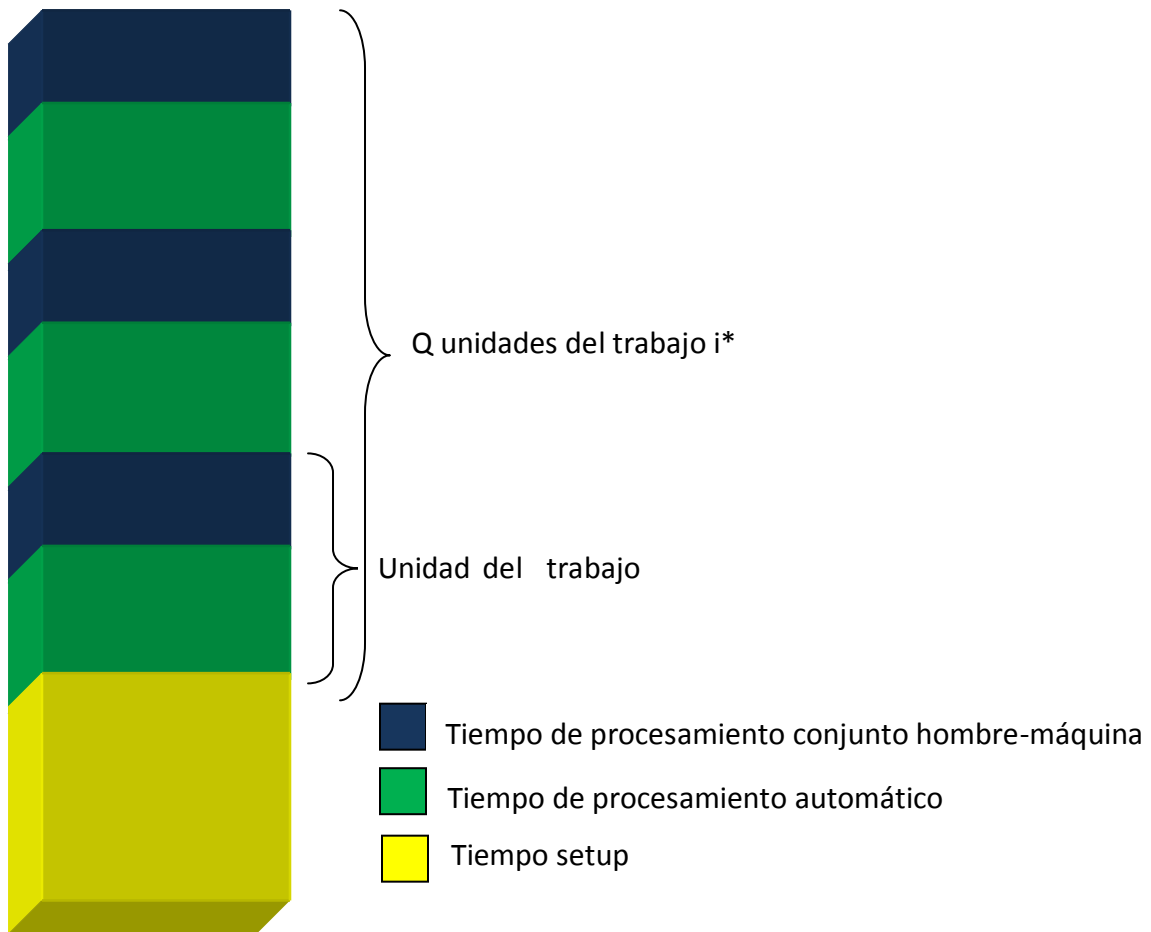 Q unidades del trabajo i*
Unidad del trabajo
Tiempo de procesamiento conjunto hombre-máquina
Tiempo de procesamiento automático
Tiempo setup